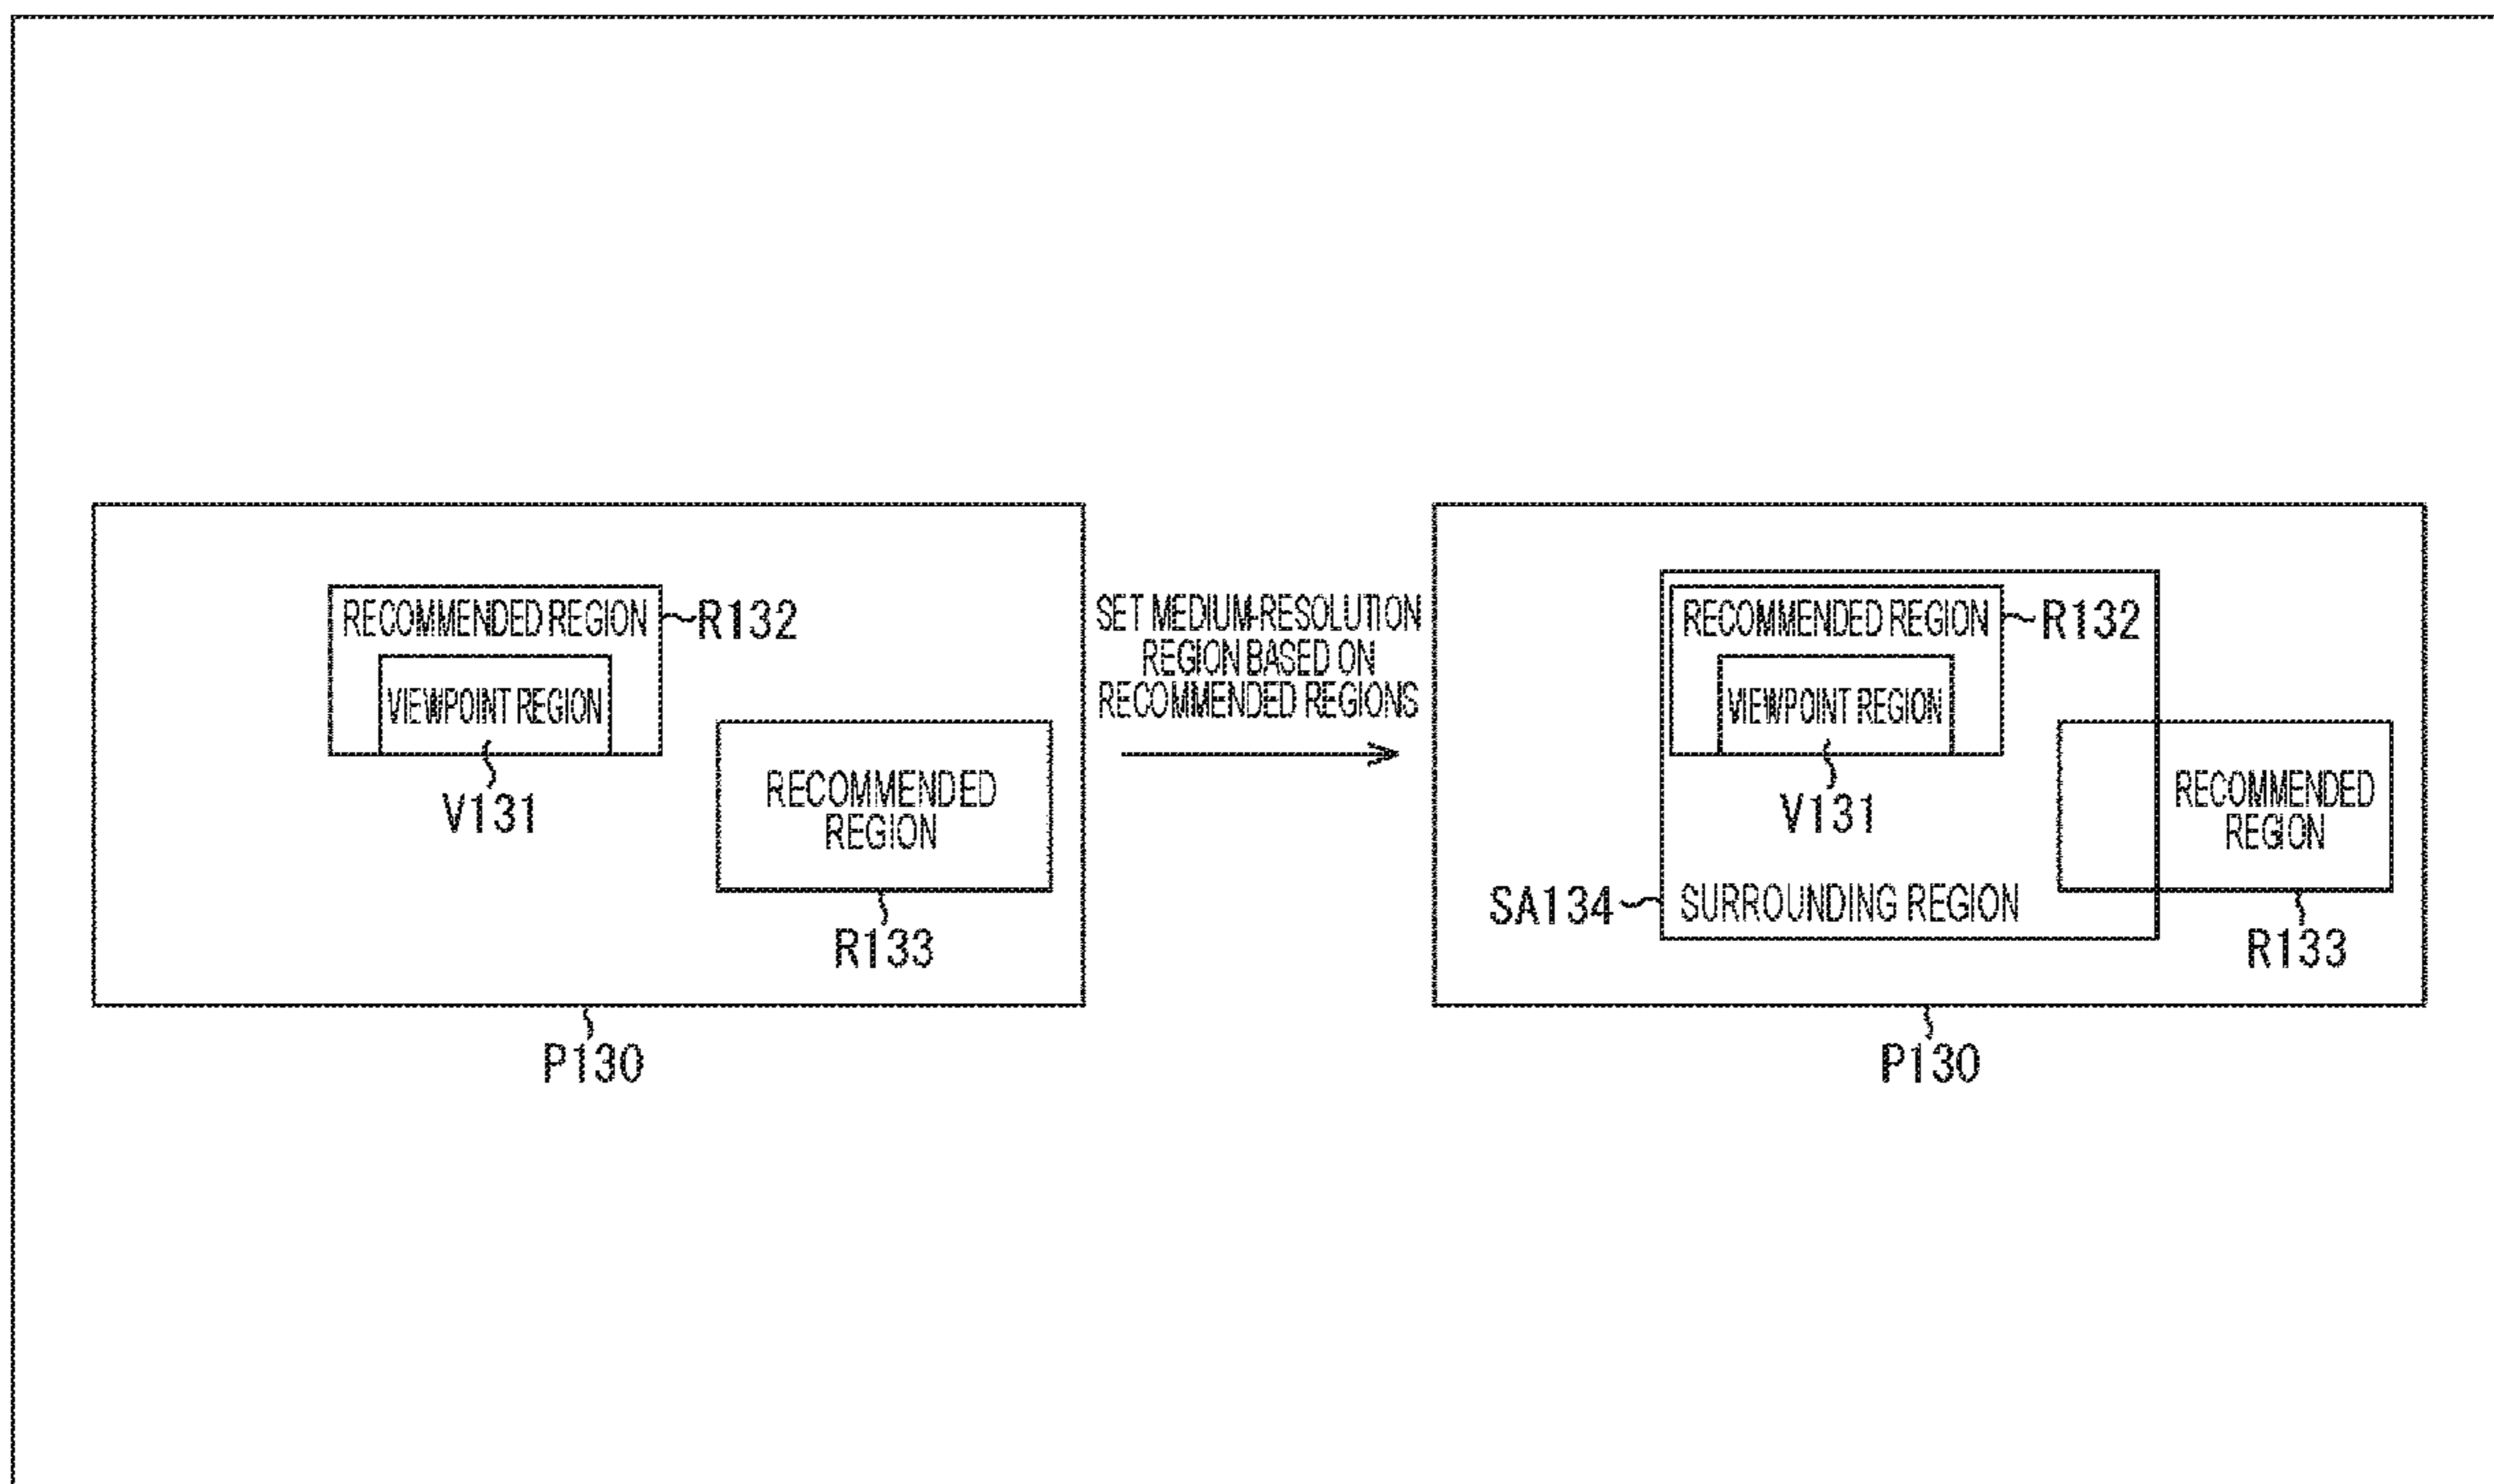 RECOMMENDED REGION
R132
VIEWPOINT REGION
V131
RECOMMENDED
REGION
R133
P130
SET MEDIUM-RESOLUTION
REGION BASED ON
RECOMMENDED REGIONS
RECOMMENDED REGION
R132
VIEWPOINT REGION
V131
RECOMMENDED
REGION
SA134
SURROUNDING REGION
R133
P130